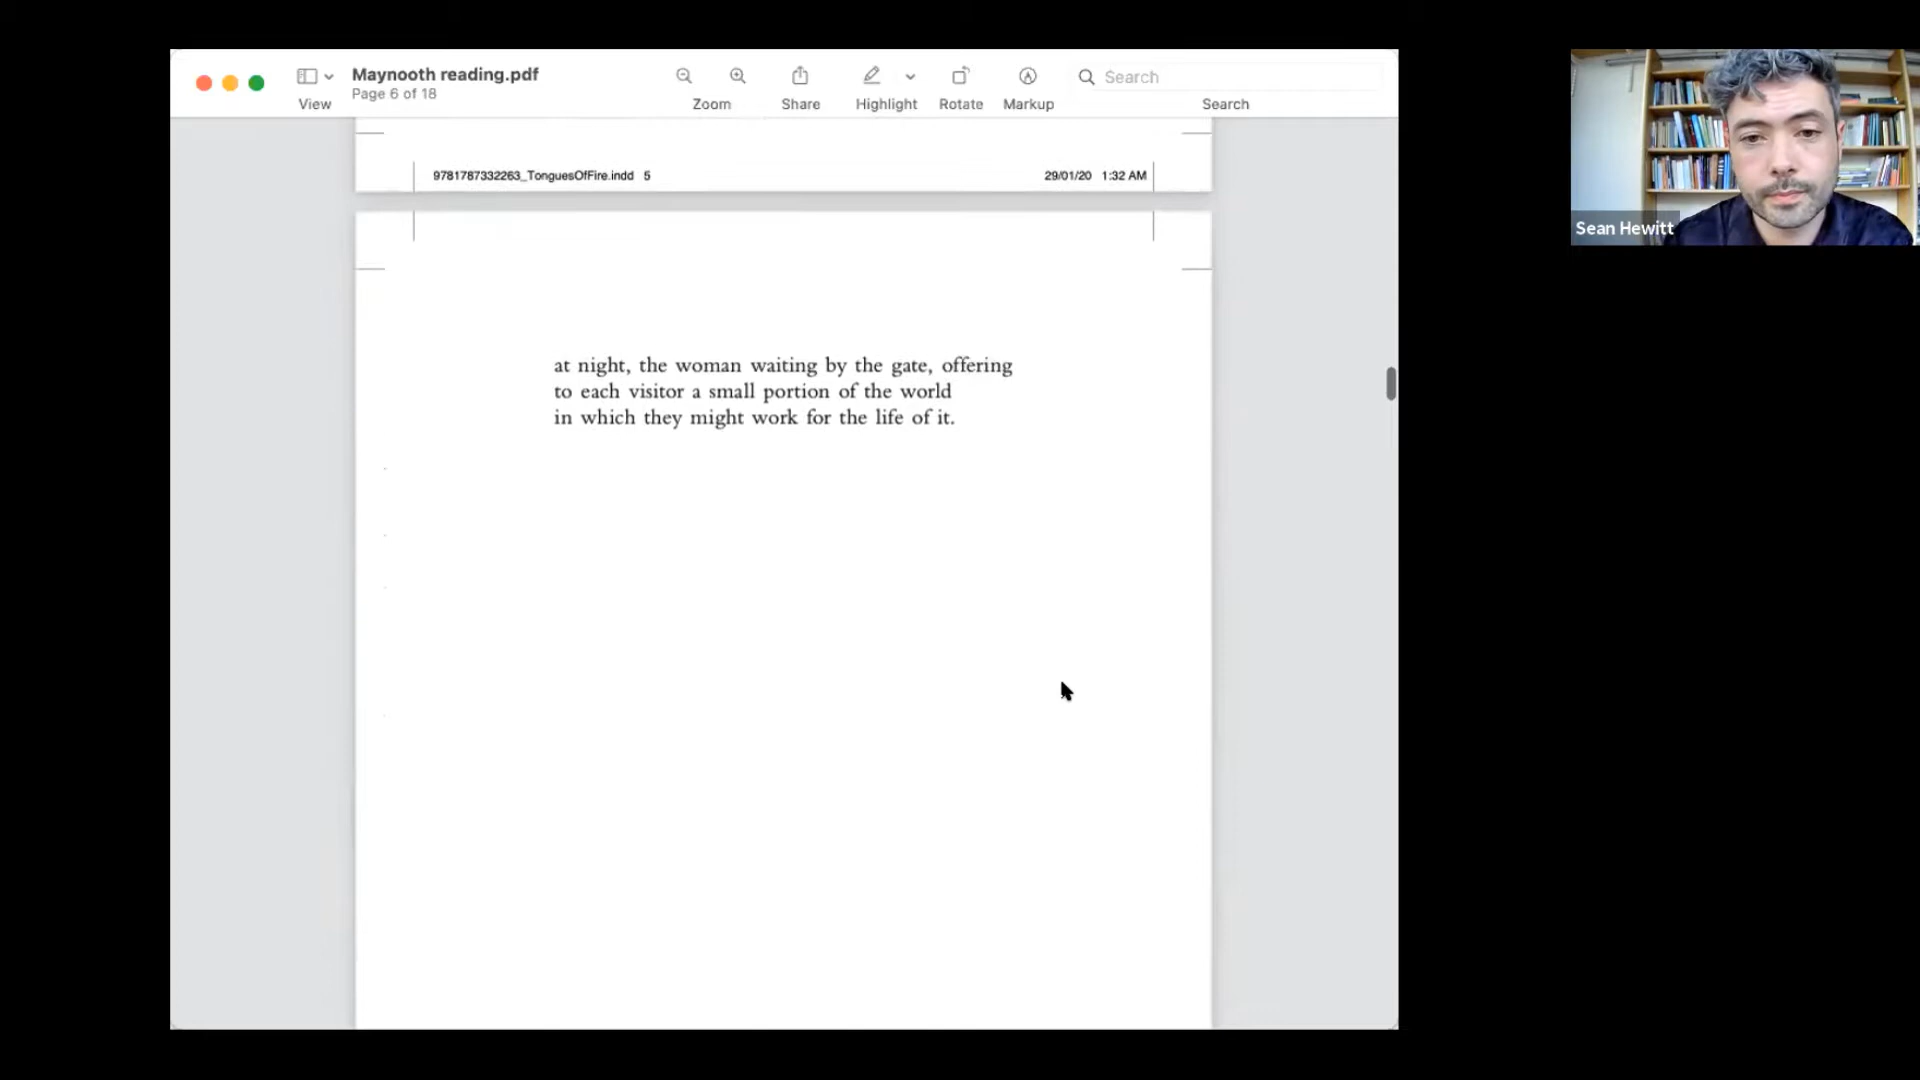 Maynooth reading.pdf
Page 6 of 18
View
Zoom
Share
Highlight
Rotate
Markup
Search
Search
9781787332263_TonguesOfFire.indd 5
29/01/20 1:32 AM
at night, the woman waiting by the gate, offering
to each visitor a small portion of the world
in which they might work for the life of it.
Sean Hewitt